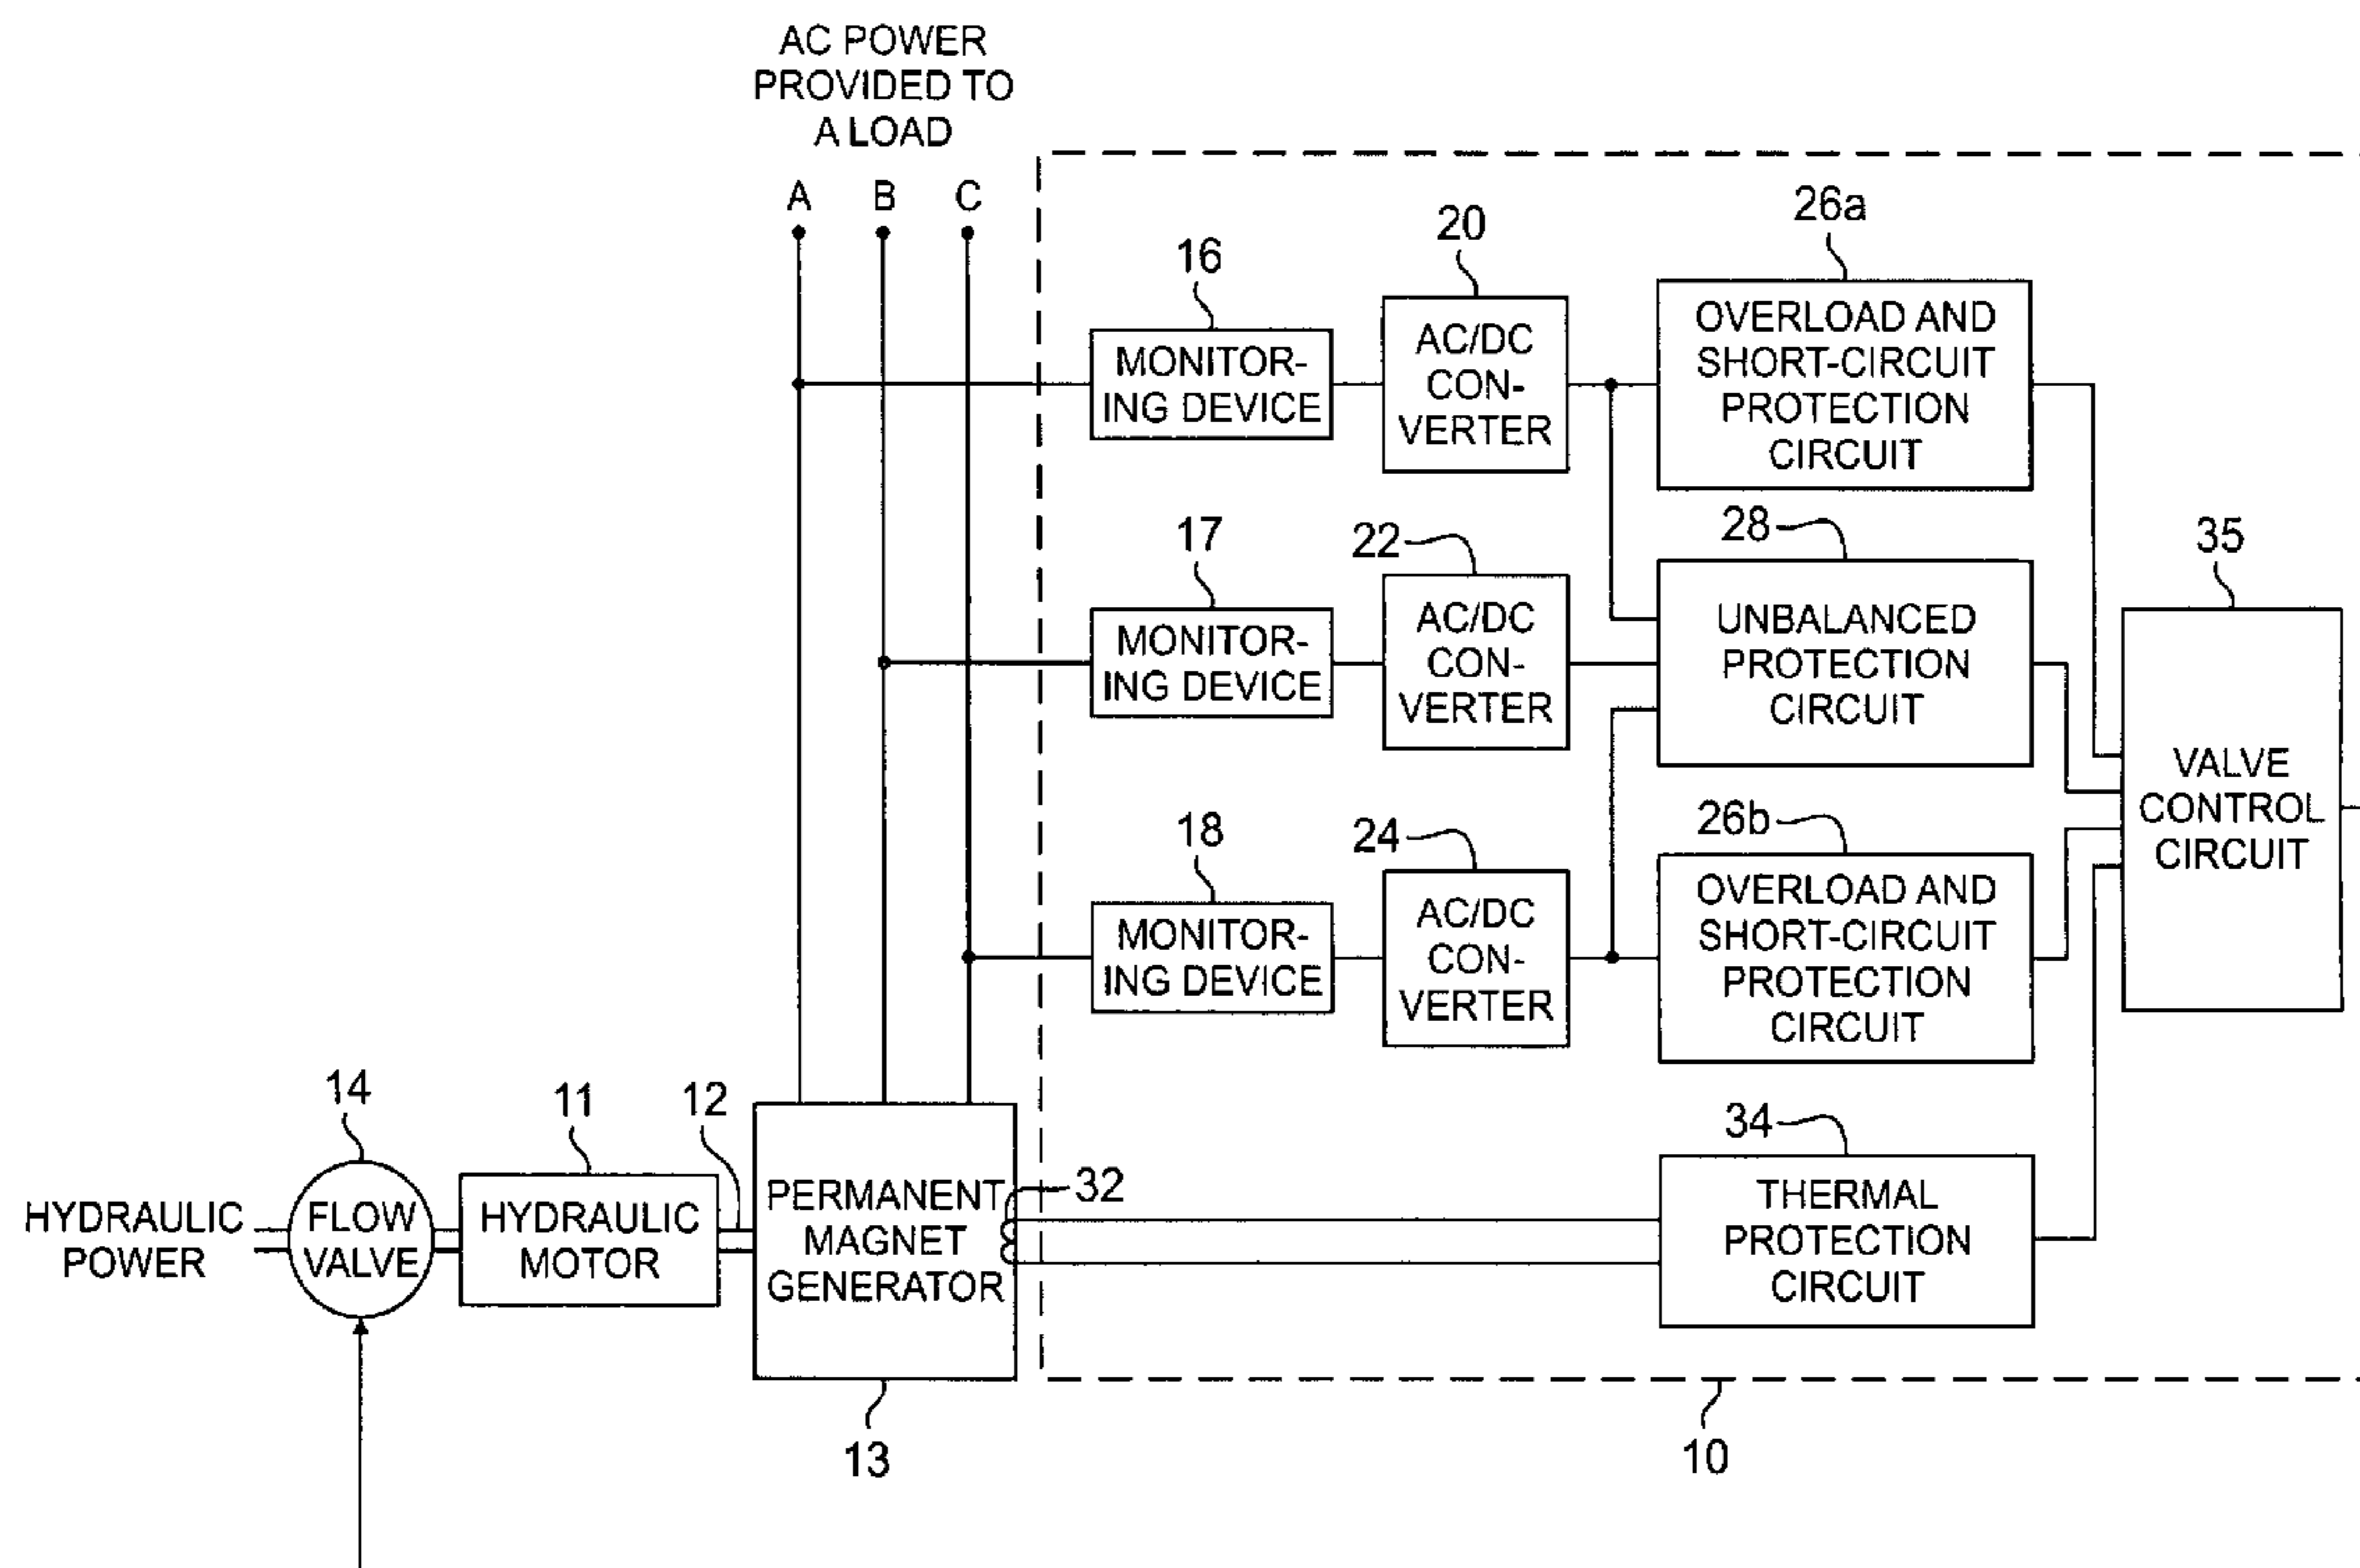 AC POWER
PROVIDED TO
A LOAD
A B C
16
MONITOR-
ING DEVICE
20
AC/DC
CON-
VERTER
26a
OVERLOAD AND
SHORT-CIRCUIT
PROTECTION
CIRCUIT
17
MONITOR-
ING DEVICE
22
AC/DC
CON-
VERTER
28
UNBALANCED
PROTECTION
CIRCUIT
35
VALVE
CONTROL
CIRCUIT
18
MONITOR-
ING DEVICE
24
AC/DC
CON-
VERTER
26b
OVERLOAD AND
SHORT-CIRCUIT
PROTECTION
CIRCUIT
HYDRAULIC
POWER
14
FLOW
VALVE
11
HYDRAULIC
MOTOR
12
PERMANENT
MAGNET
GENERATOR
13
32
34
THERMAL
PROTECTION
CIRCUIT
10